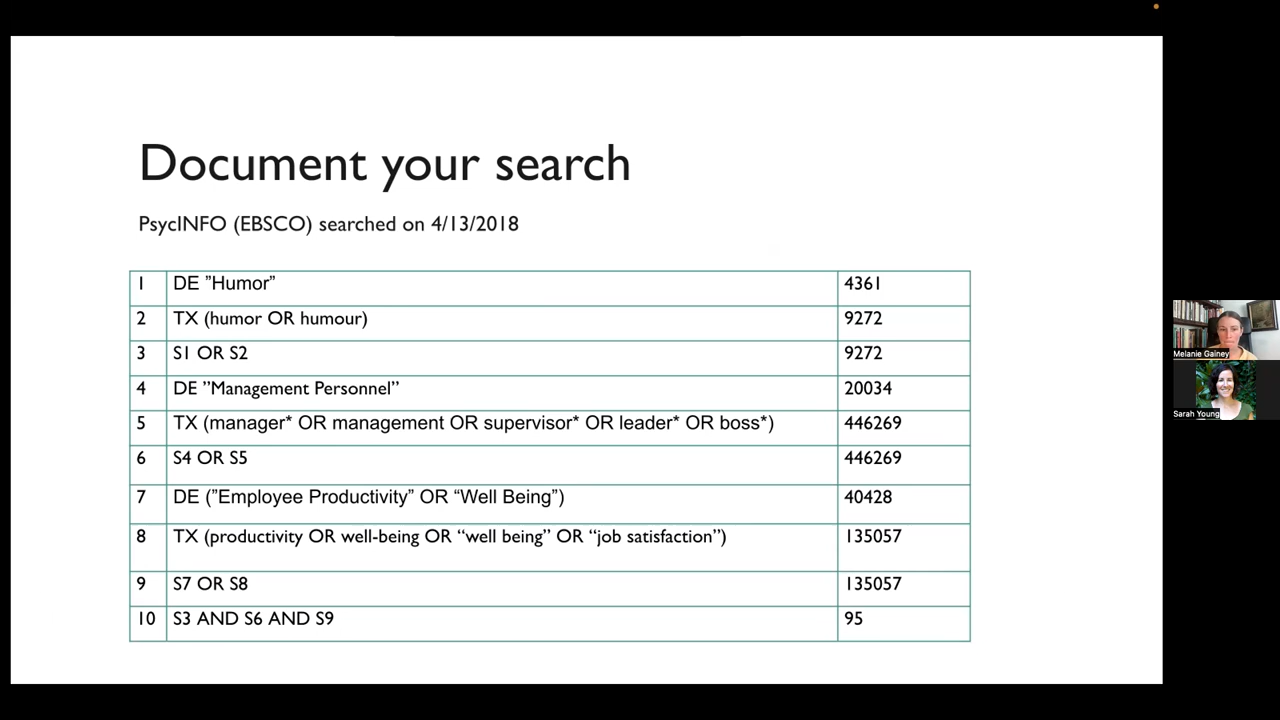 Document your search
PsycINFO (EBSCO) searched on 4/13/2018
1 DE ”Humor” 4361
2 TX (humor OR humour) 9272
3 S1 OR S2 9272
4 DE ”Management Personnel” 20034
5 TX (manager* OR management OR supervisor* OR leader* OR boss*) 446269
6 S4 OR S5 446269
7 DE (”Employee Productivity” OR “Well Being”) 40428
8 TX (productivity OR well-being OR “well being” OR “job satisfaction”) 135057
9 S7 OR S8 135057
10 S3 AND S6 AND S9 95
Melanie Gainey
Sarah Young